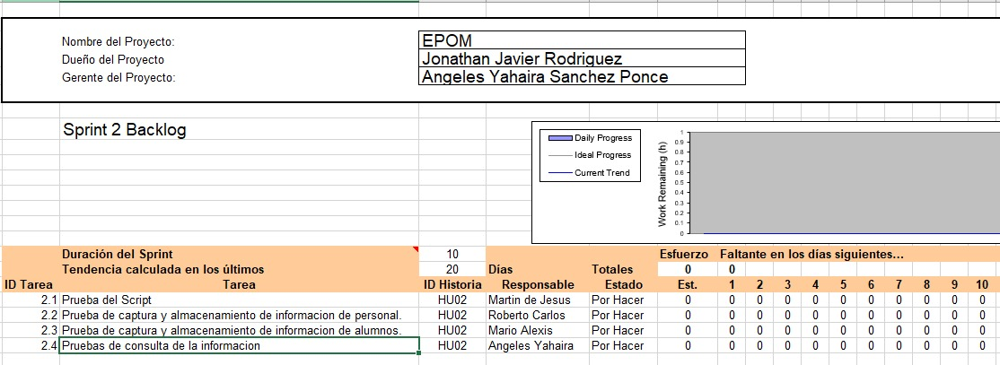 Nombre del Proyecto: EPOM
Dueño del Proyecto Jonathan Javier Rodriguez
Gerente del Proyecto: Angeles Yahaira Sanchez Ponce
Sprint 2 Backlog
Daily Progress
Ideal Progress
Current Trend
Work Remaining (h)
1
0.9
0.8
0.7
0.6
0.5
0.4
0.3
0.2
0.1
0
Duración del Sprint 10 Esfuerzo Faltante en los días siguientes...
Tendencia calculada en los últimos 20 Días Totales 0 0
ID Tarea Tarea ID Historia Responsable Estado Est. 1 2 3 4 5 6 7 8 9 10
2.1 Prueba del Script HU02 Martin de Jesus Por Hacer 0 0 0 0 0 0 0 0 0 0 0
2.2 Prueba de captura y almacenamiento de informacion de personal. HU02 Roberto Carlos Por Hacer 0 0 0 0 0 0 0 0 0 0 0
2.3 Prueba de captura y almacenamiento de informacion de alumnos. HU02 Mario Alexis Por Hacer 0 0 0 0 0 0 0 0 0 0 0
2.4 Pruebas de consulta de la informacion HU02 Angeles Yahaira Por Hacer 0 0 0 0 0 0 0 0 0 0 0